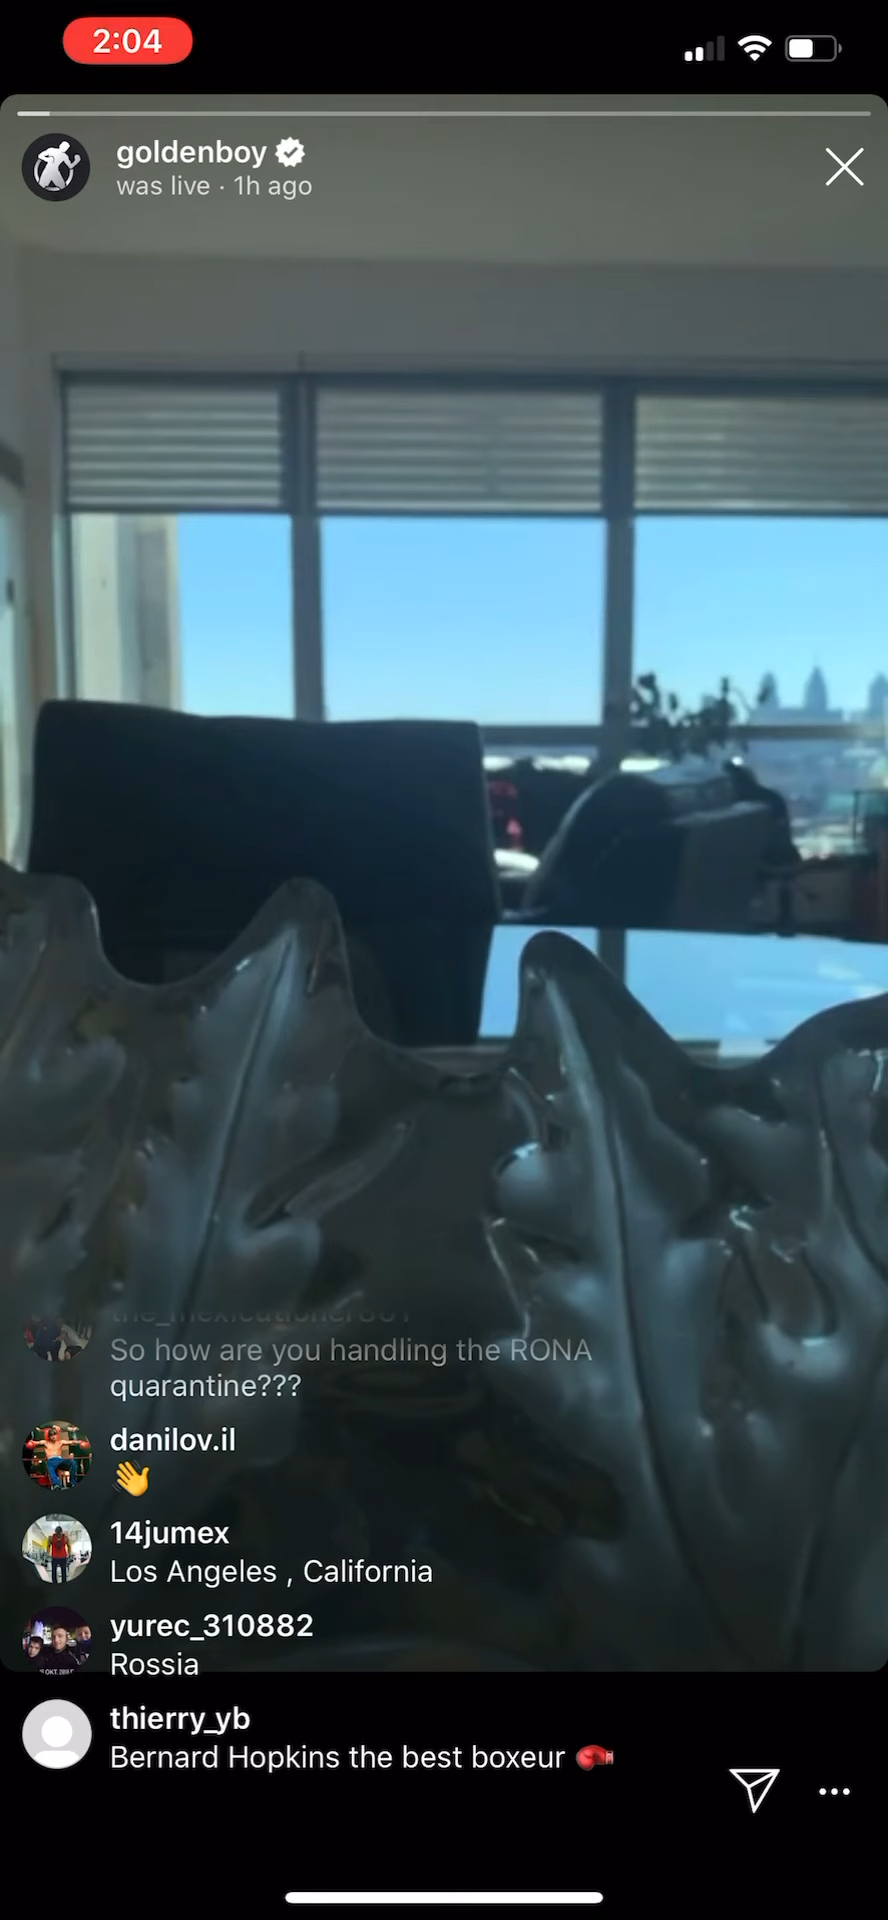 2:04
goldenboy
was live · 1h ago
So how are you handling the RONA
quarantine???
danilov.il
👋
14jumex
Los Angeles , California
yurec_310882
Rossia
thierry_yb
Bernard Hopkins the best boxeur 🥊